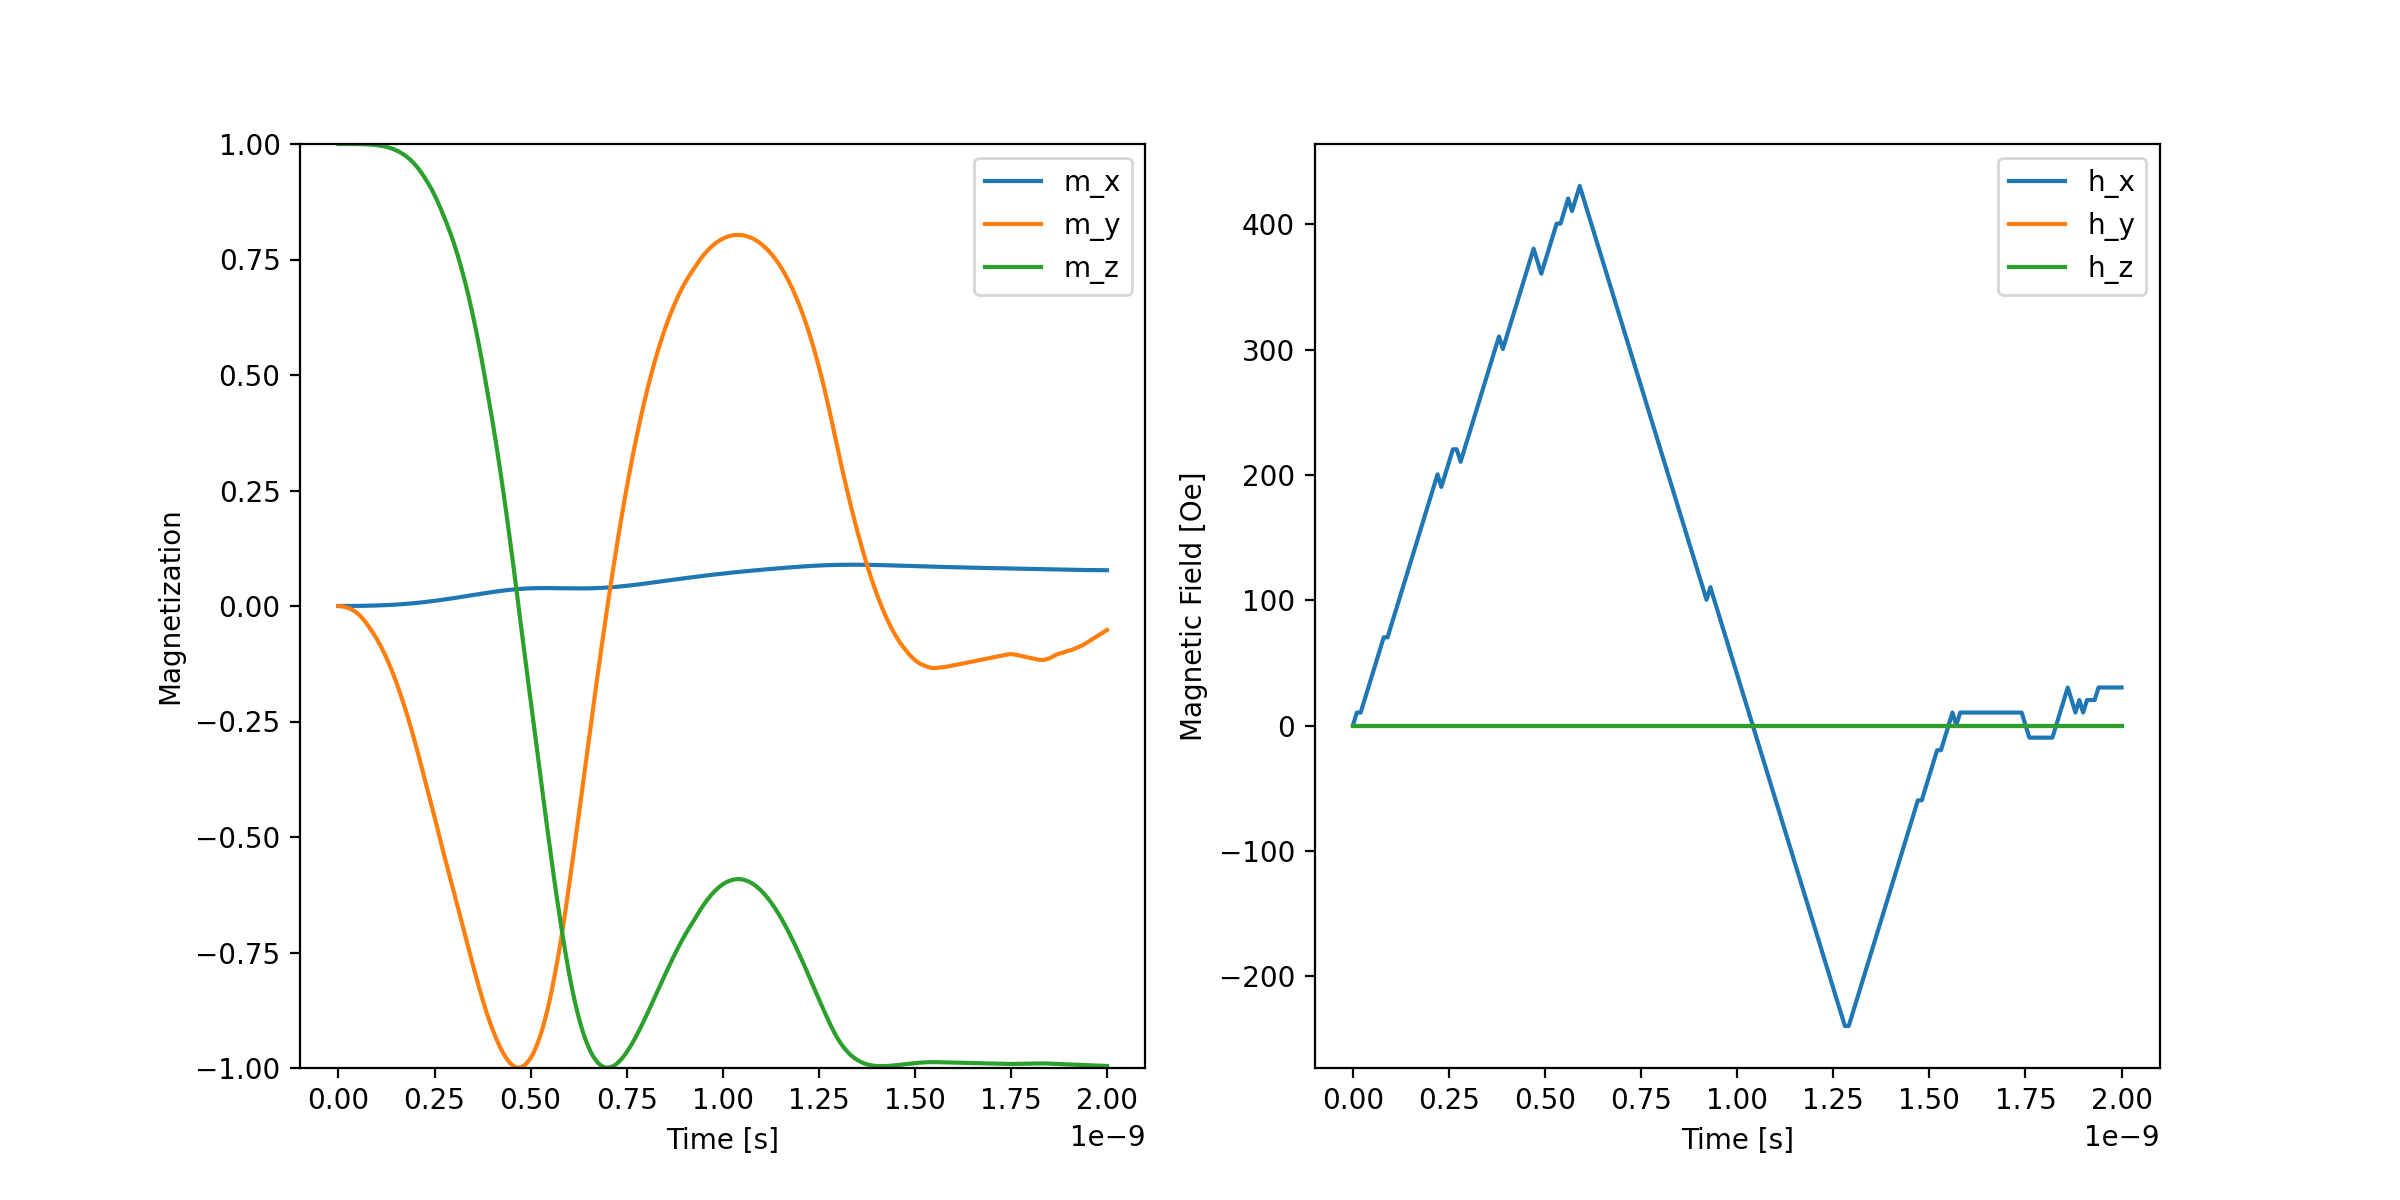 1.00
0.75
0.50
0.25
0.00
−0.25
−0.50
−0.75
−1.00
Magnetization
0.00 0.25 0.50 0.75 1.00 1.25 1.50 1.75 2.00
Time [s]
1e−9
m_x
m_y
m_z
400
300
200
100
0
−100
−200
Magnetic Field [Oe]
0.00 0.25 0.50 0.75 1.00 1.25 1.50 1.75 2.00
Time [s]
1e−9
h_x
h_y
h_z